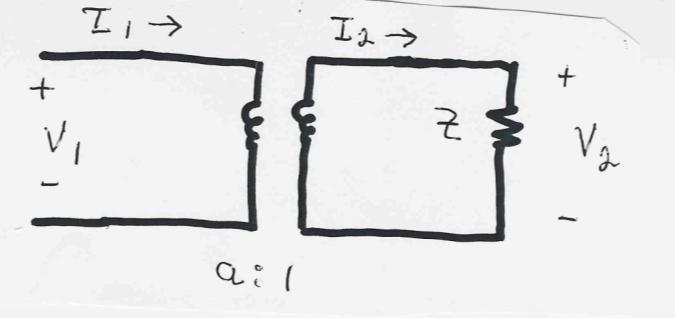 I1 →
I2 →
+
V1
-
Z
+
V2
-
a:1